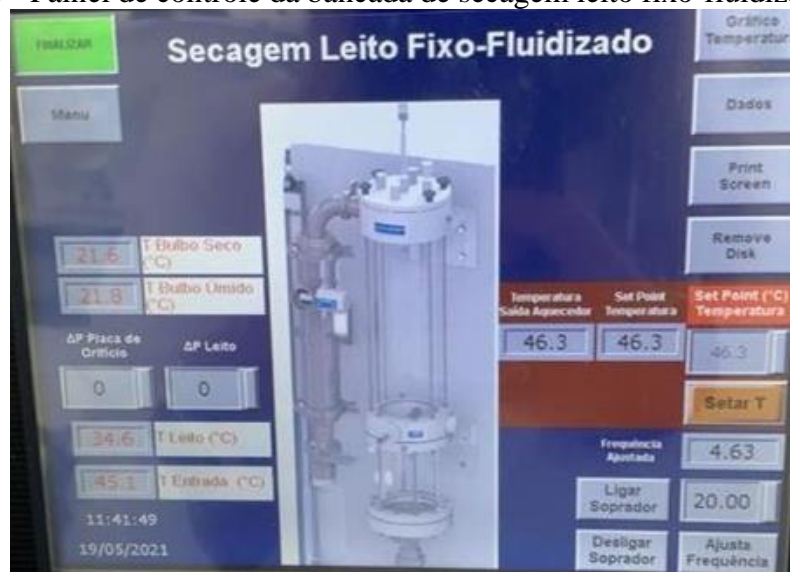 Painel de controle da bancada de secagem leito fixo-fluidiz
FINALIZAR
Secagem Leito Fixo-Fluidizado
Gráfico
Temperatur
Menu
Dados
Print
Screen
Remove
Disk
21.6
T Bulbo Seco
(°C)
21.8
T Bulbo Úmido
(°C)
Temperatura
Saída Aquecedor
Set Point
Temperatura
Set Point (°C)
Temperatura
46.3
46.3
46.3
ΔP Placa de
Orifício
ΔP Leito
0
0
Setar T
34.6
T Leito (°C)
45.1
T Entrada (°C)
Frequência
Ajustada
4.63
Ligar
Soprador
20.00
Desligar
Soprador
Ajusta
Frequência
11:41:49
19/05/2021